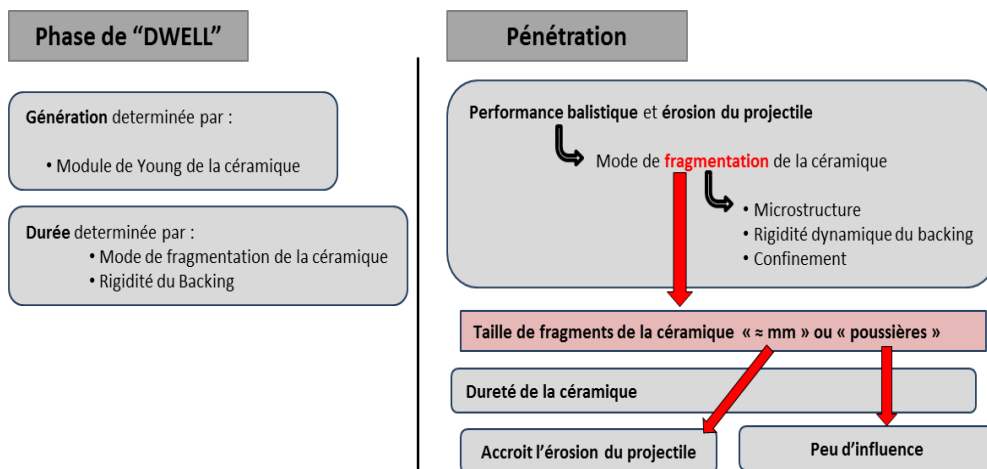 Phase de “DWELL”
Génération determinée par :
• Module de Young de la céramique
Durée determinée par :
• Mode de fragmentation de la céramique
• Rigidité du Backing
Pénétration
Performance balistique et érosion du projectile
Mode de fragmentation de la céramique
• Microstructure
• Rigidité dynamique du backing
• Confinement
Taille de fragments de la céramique « ≈ mm » ou « poussières »
Dureté de la céramique
Accroit l’érosion du projectile
Peu d’influence